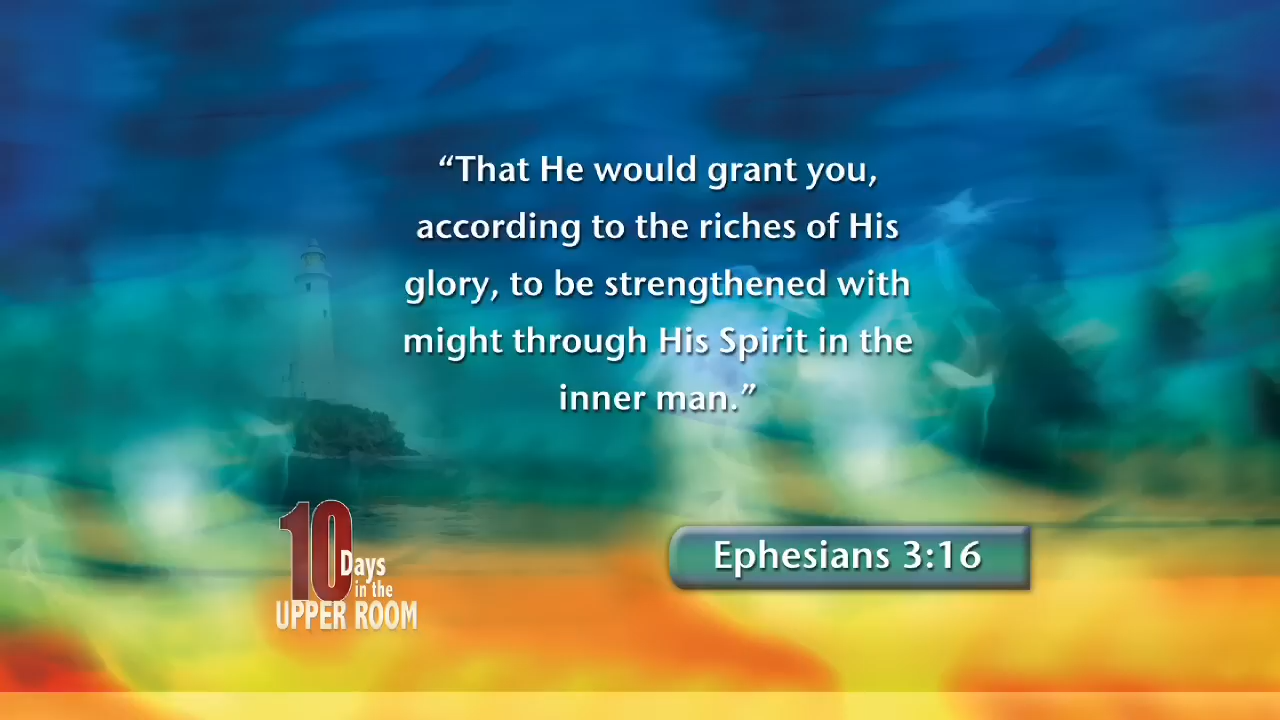 “That He would grant you,
according to the riches of His
glory, to be strengthened with
might through His Spirit in the
inner man.”
Ephesians 3:16
10
Days
in the
UPPER ROOM